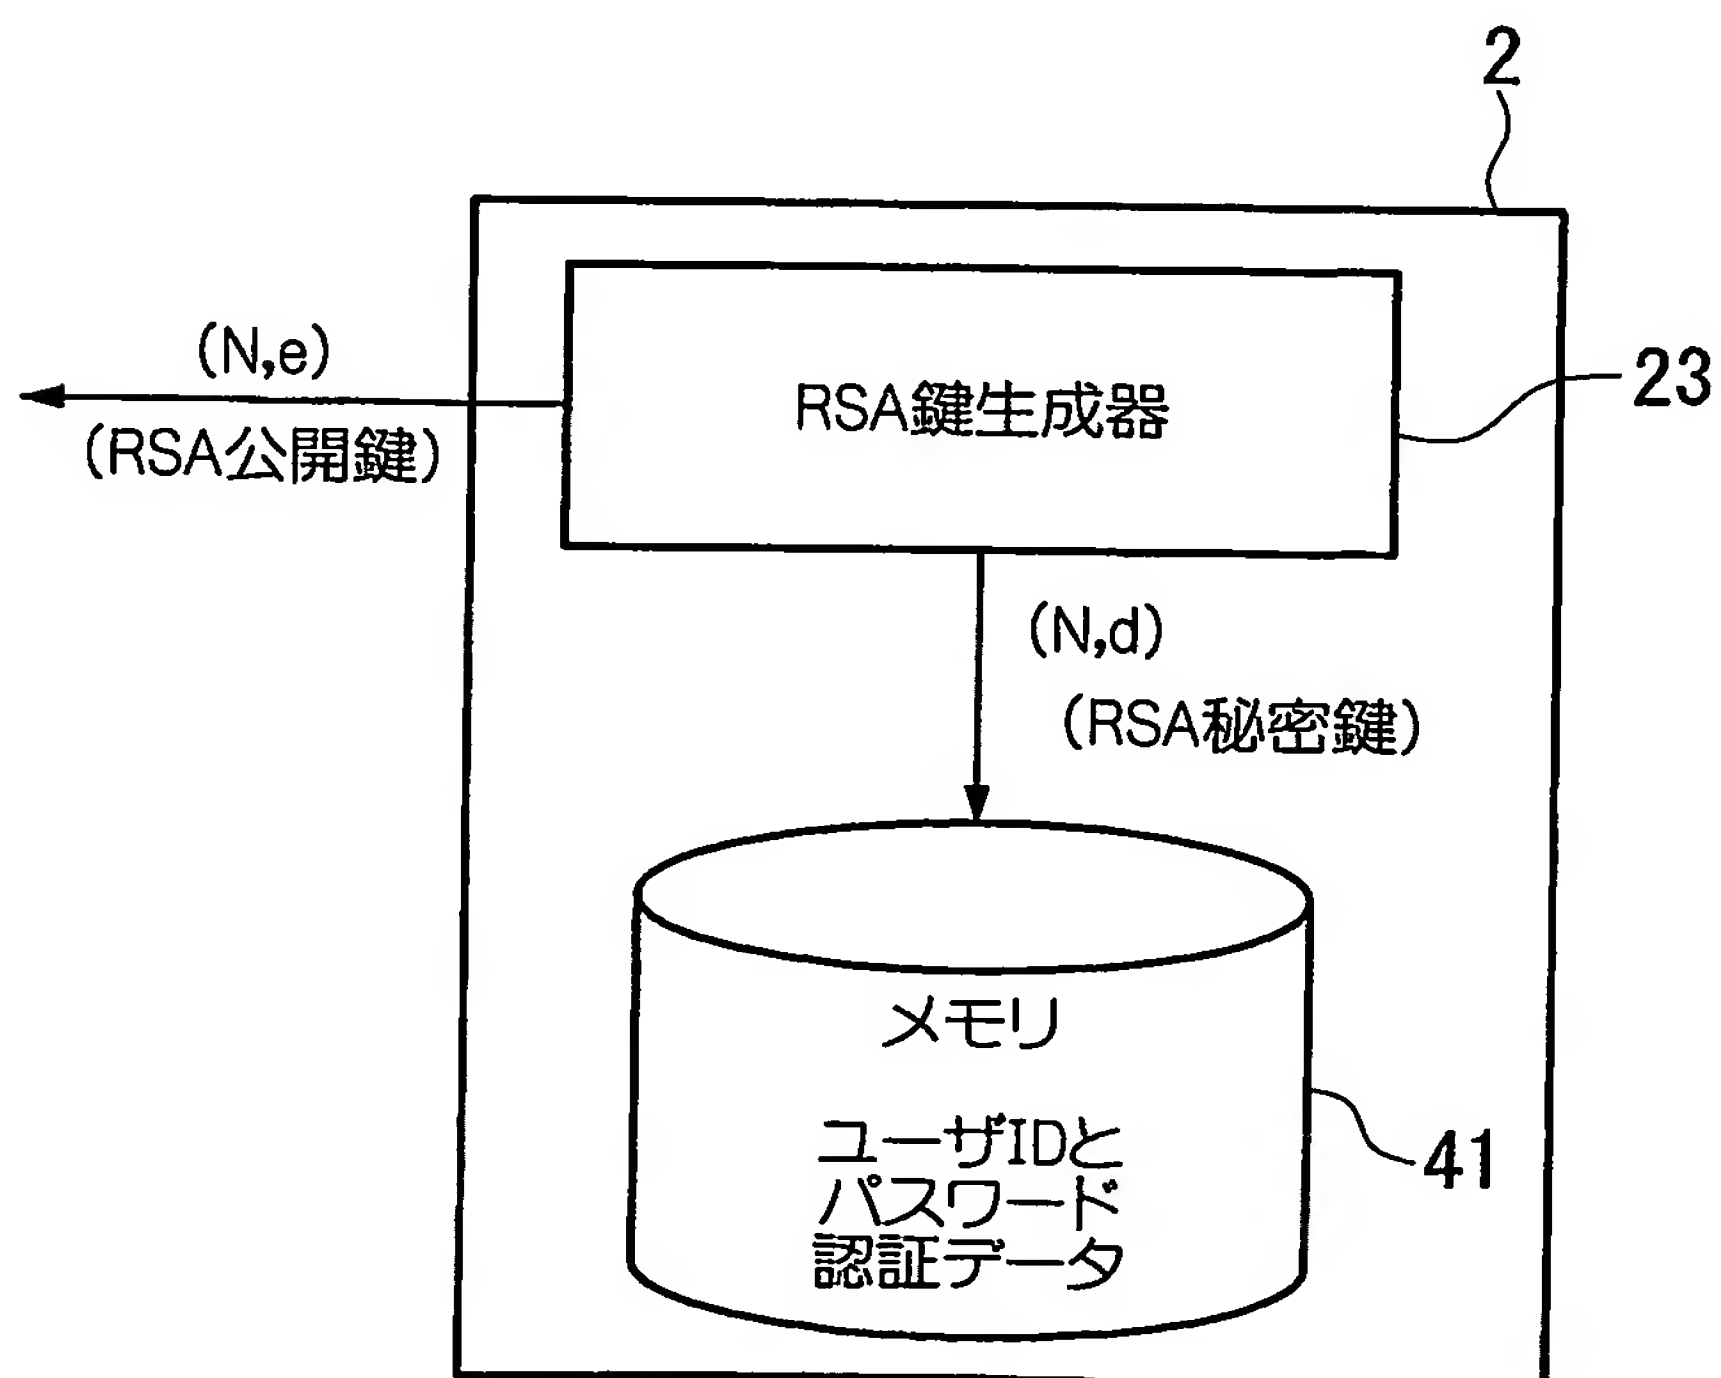 2
(N,e)
(RSA公開鍵)
RSA鍵生成器
23
(N,d)
(RSA秘密鍵)
メモリ
ユーザIDと
パスワード
認証データ
41